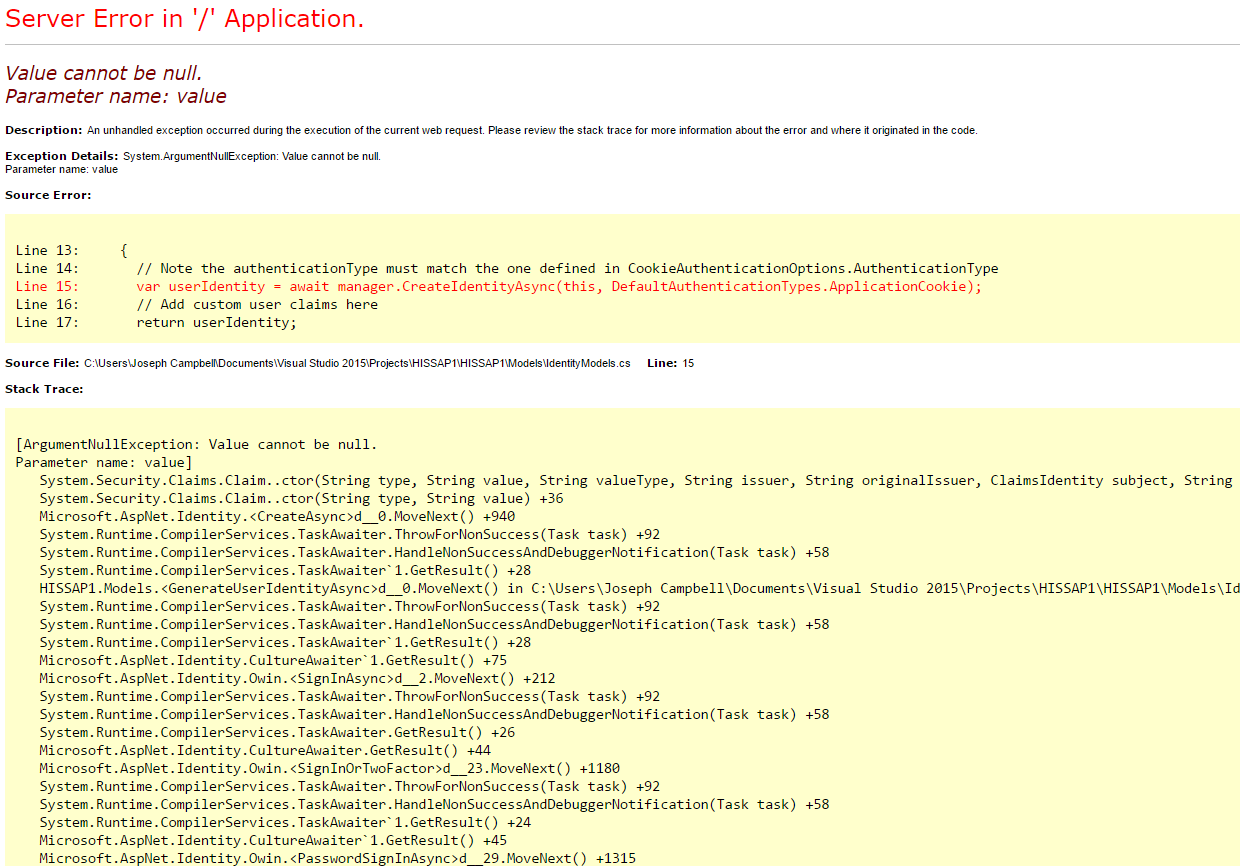 Server Error in '/' Application.
Value cannot be null.
Parameter name: value
Description: An unhandled exception occurred during the execution of the current web request. Please review the stack trace for more information about the error and where it originated in the code.
Exception Details: System.ArgumentNullException: Value cannot be null.
Parameter name: value
Source Error:
Line 13:     {
Line 14:       // Note the authenticationType must match the one defined in CookieAuthenticationOptions.AuthenticationType
Line 15:       var userIdentity = await manager.CreateIdentityAsync(this, DefaultAuthenticationTypes.ApplicationCookie);
Line 16:       // Add custom user claims here
Line 17:       return userIdentity;
Source File: C:\Users\Joseph Campbell\Documents\Visual Studio 2015\Projects\HISSAP1\HISSAP1\Models\IdentityModels.cs    Line: 15
Stack Trace:
[ArgumentNullException: Value cannot be null.
Parameter name: value]
   System.Security.Claims.Claim..ctor(String type, String value, String valueType, String issuer, String originalIssuer, ClaimsIdentity subject, String
   System.Security.Claims.Claim..ctor(String type, String value) +36
   Microsoft.AspNet.Identity.<CreateAsync>d__0.MoveNext() +940
   System.Runtime.CompilerServices.TaskAwaiter.ThrowForNonSuccess(Task task) +92
   System.Runtime.CompilerServices.TaskAwaiter.HandleNonSuccessAndDebuggerNotification(Task task) +58
   System.Runtime.CompilerServices.TaskAwaiter`1.GetResult() +28
   HISSAP1.Models.<GenerateUserIdentityAsync>d__0.MoveNext() in C:\Users\Joseph Campbell\Documents\Visual Studio 2015\Projects\HISSAP1\HISSAP1\Models\Id
   System.Runtime.CompilerServices.TaskAwaiter.ThrowForNonSuccess(Task task) +92
   System.Runtime.CompilerServices.TaskAwaiter.HandleNonSuccessAndDebuggerNotification(Task task) +58
   System.Runtime.CompilerServices.TaskAwaiter`1.GetResult() +28
   Microsoft.AspNet.Identity.CultureAwaiter`1.GetResult() +75
   Microsoft.AspNet.Identity.Owin.<SignInAsync>d__2.MoveNext() +212
   System.Runtime.CompilerServices.TaskAwaiter.ThrowForNonSuccess(Task task) +92
   System.Runtime.CompilerServices.TaskAwaiter.HandleNonSuccessAndDebuggerNotification(Task task) +58
   System.Runtime.CompilerServices.TaskAwaiter.GetResult() +26
   Microsoft.AspNet.Identity.CultureAwaiter.GetResult() +44
   Microsoft.AspNet.Identity.Owin.<SignInOrTwoFactor>d__23.MoveNext() +1180
   System.Runtime.CompilerServices.TaskAwaiter.ThrowForNonSuccess(Task task) +92
   System.Runtime.CompilerServices.TaskAwaiter.HandleNonSuccessAndDebuggerNotification(Task task) +58
   System.Runtime.CompilerServices.TaskAwaiter`1.GetResult() +24
   Microsoft.AspNet.Identity.CultureAwaiter`1.GetResult() +45
   Microsoft.AspNet.Identity.Owin.<PasswordSignInAsync>d__29.MoveNext() +1315